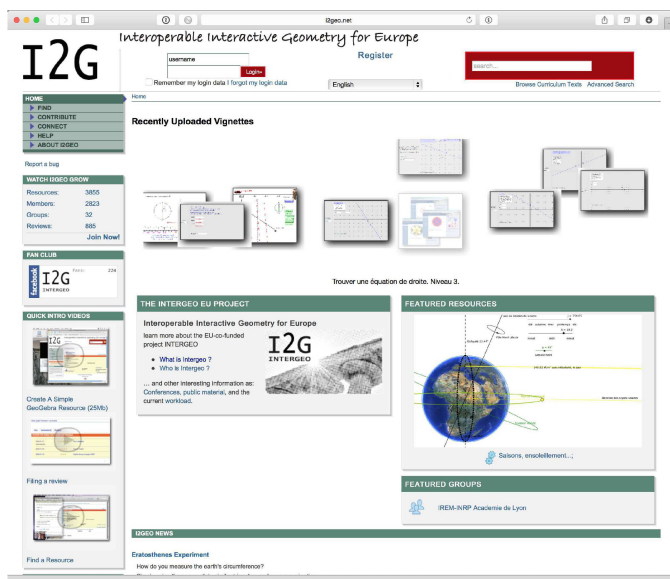 i2geo.net
I2G
Interoperable Interactive Geometry for Europe
username
Login»
Remember my login data I forgot my login data
Register
English
search...
Browse Curriculum Texts Advanced Search
HOME
FIND
CONTRIBUTE
CONNECT
HELP
ABOUT I2GEO
Report a bug
WATCH I2GEO GROW
Resources: 3855
Members: 2823
Groups: 32
Reviews: 885
Join Now!
FAN CLUB
facebook
I2G
INTERGEO
Fans: 224
QUICK INTRO VIDEOS
Create A Simple
GeoGebra Resource (25Mb)
Filing a review
Find a Resource
Home
Recently Uploaded Vignettes
Trouver une équation de droite. Niveau 3.
THE INTERGEO EU PROJECT
Interoperable Interactive Geometry for Europe
learn more about the EU-co-funded
project INTERGEO
What is Intergeo ?
Who is Intergeo ?
... and other interesting information as:
Conferences, public material, and the
current workload.
I2G
INTERGEO
FEATURED RESOURCES
Saisons, ensoleillement...;
FEATURED GROUPS
IREM-INRP Academie de Lyon
I2GEO NEWS
Eratosthenes Experiment
How do you measure the earth's circumference?